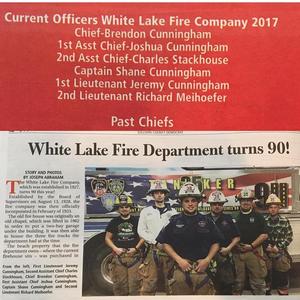 Current Officers White Lake Fire Company 2017
Chief-Brendon Cunningham
1st Asst Chief-Joshua Cunningham
2nd Asst Chief-Charles Stackhouse
Captain Shane Cunningham
1st Lieutenant Jeremy Cunningham
2nd Lieutenant Richard Meihoefer
Past Chiefs
SULLIVAN COUNTY DEMOCRAT
White Lake Fire Department turns 90!
STORY AND PHOTOS
BY JOSEPH ABRAHAM
The White Lake Fire Company,
which was established in 1927,
turns 90 this year!
Established by the Board of
Supervisors on 13, 1928, the
fire company was then officially
incorporated in February of 1931.
The old fire house was originally an
old chapel, which was lifted in 1962
in order to put a two-bay garage
under the building. It was then able
to house the three fire trucks the
department had at the time.
The beach property that the fire
department owns - where the current
firehouse sits - was purchased in
From the left, First Lieutenant Jeremy
Cunningham, Second Assistant Chief Charles
Stackhouse, Chief Brendon Cunningham,
First Assistant Chief Joshua Cunningham,
Captain Shane Cunningham and Second
Lieutenant Richard Meihoefer.